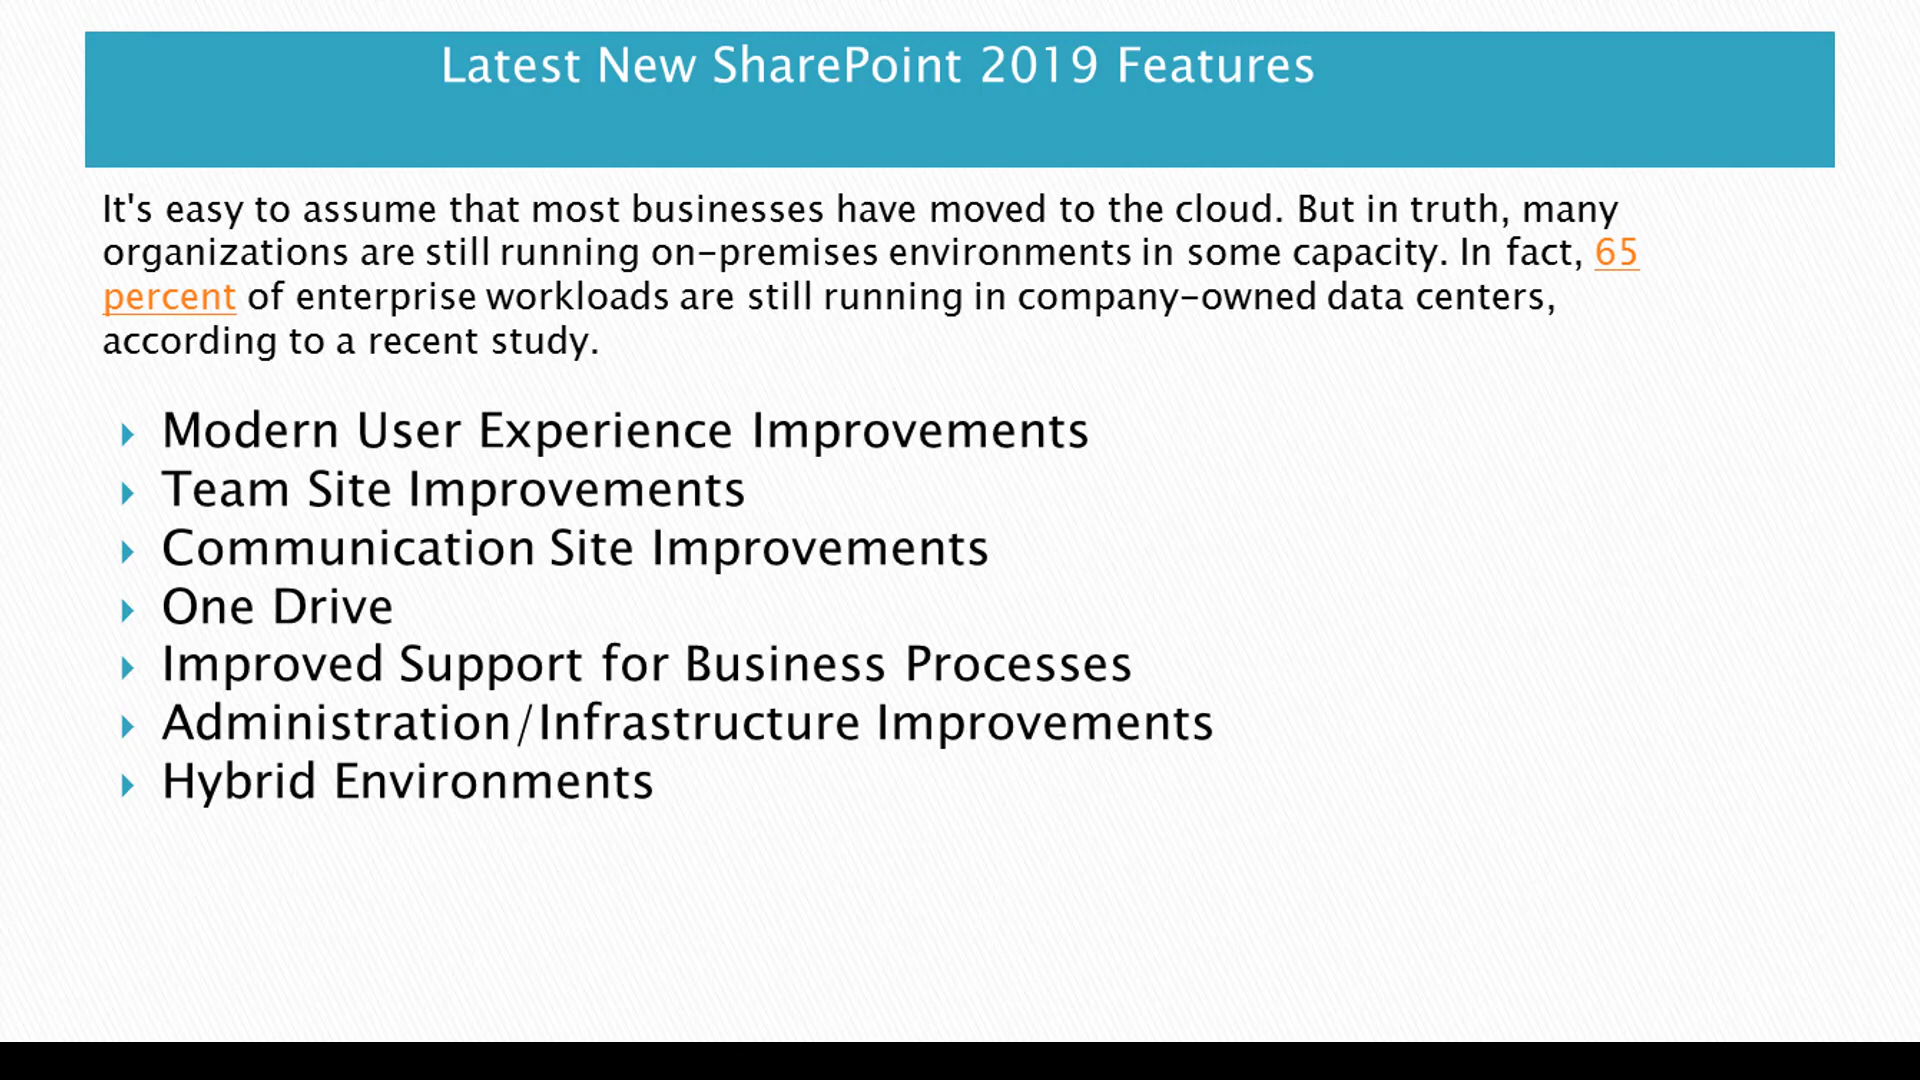 Latest New SharePoint 2019 Features
It's easy to assume that most businesses have moved to the cloud. But in truth, many
organizations are still running on-premises environments in some capacity. In fact, 65
percent of enterprise workloads are still running in company-owned data centers,
according to a recent study.
Modern User Experience Improvements
Team Site Improvements
Communication Site Improvements
One Drive
Improved Support for Business Processes
Administration/Infrastructure Improvements
Hybrid Environments